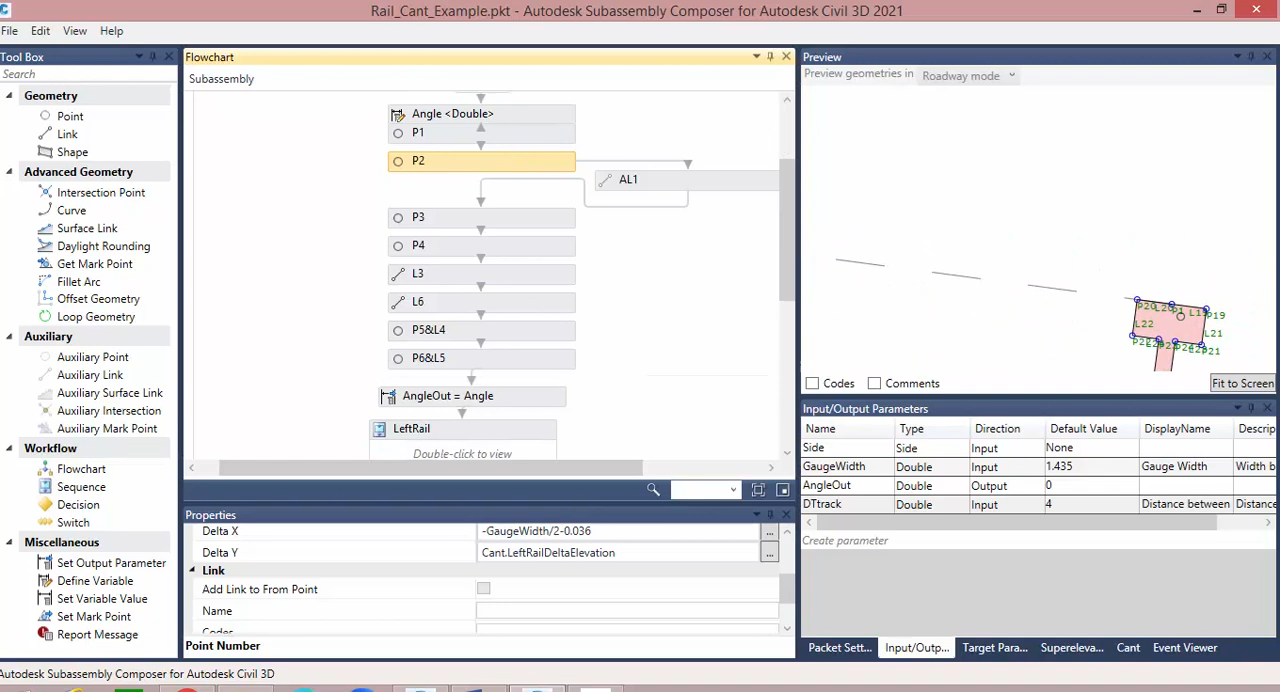 Rail_Cant_Example.pkt - Autodesk Subassembly Composer for Autodesk Civil 3D 2021
File Edit View Help
Tool Box
Search
Geometry
Point
Link
Shape
Advanced Geometry
Intersection Point
Curve
Surface Link
Daylight Rounding
Get Mark Point
Fillet Arc
Offset Geometry
Loop Geometry
Auxiliary
Auxiliary Point
Auxiliary Link
Auxiliary Surface Link
Auxiliary Intersection
Auxiliary Mark Point
Workflow
Flowchart
Sequence
Decision
Switch
Miscellaneous
Set Output Parameter
Define Variable
Set Variable Value
Set Mark Point
Report Message
Flowchart
Subassembly
Angle <Double>
P1
P2
AL1
P3
P4
L3
L6
P5&L4
P6&L5
AngleOut = Angle
LeftRail
Double-click to view
Properties
Delta X -GaugeWidth/2-0.036 ...
Delta Y Cant.LeftRailDeltaElevation ...
Link
Add Link to From Point
Name
Codes
Point Number
Preview
Preview geometries in Roadway mode
P20 P1 P19
L22 L21
P21
Codes Comments Fit to Screen
Input/Output Parameters
Name Type Direction Default Value DisplayName Descrip
Side Side Input None
GaugeWidth Double Input 1.435 Gauge Width Width b
AngleOut Double Output 0
DTtrack Double Input 4 Distance between Distance
Create parameter
Packet Sett... Input/Outp... Target Para... Supereleva... Cant Event Viewer
Autodesk Subassembly Composer for Autodesk Civil 3D